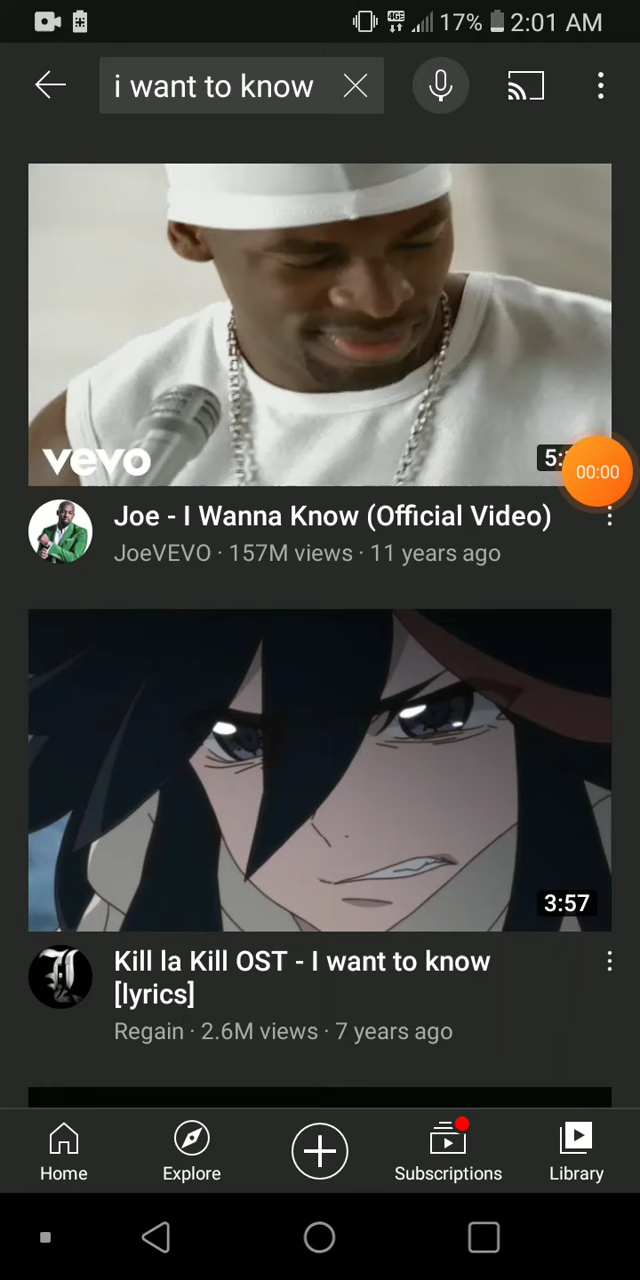 4GE 17% 2:01 AM
i want to know
vevo
00:00
Joe - I Wanna Know (Official Video)
JoeVEVO · 157M views · 11 years ago
3:57
Kill la Kill OST - I want to know
[lyrics]
Regain · 2.6M views · 7 years ago
Home Explore Subscriptions Library